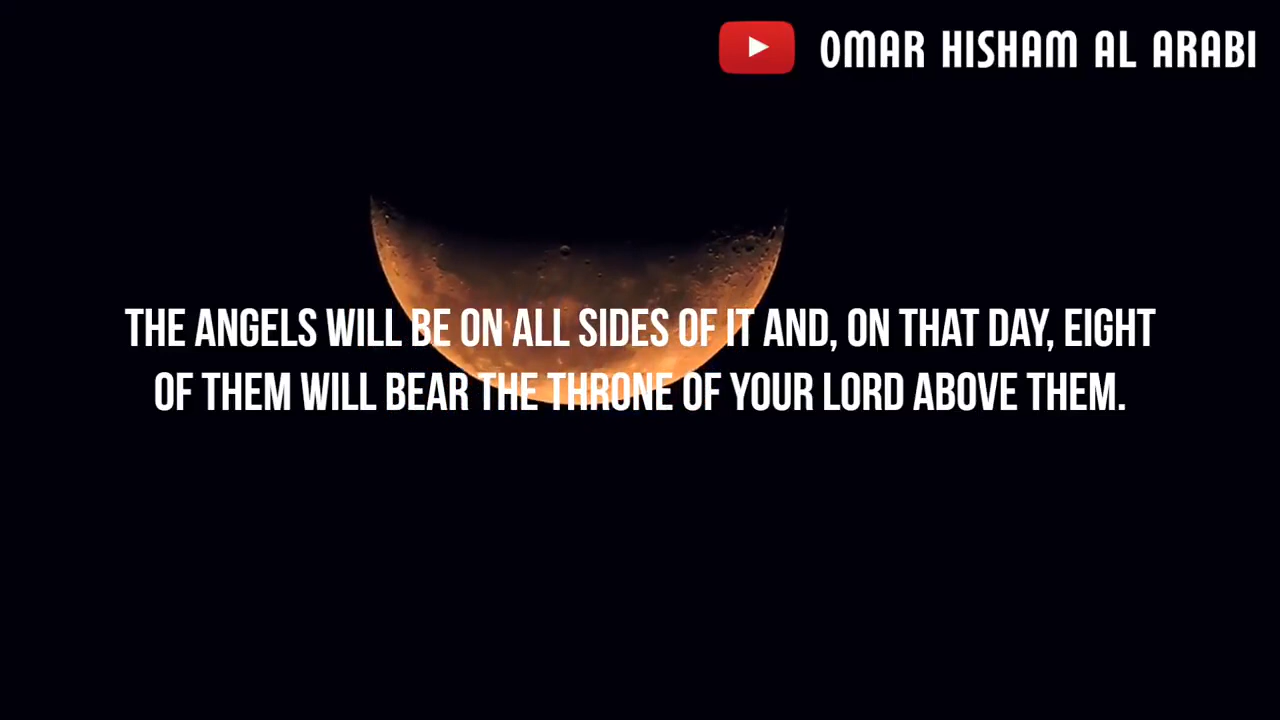 OMAR HISHAM AL ARABI
THE ANGELS WILL BE ON ALL SIDES OF IT AND, ON THAT DAY, EIGHT
OF THEM WILL BEAR THE THRONE OF YOUR LORD ABOVE THEM.